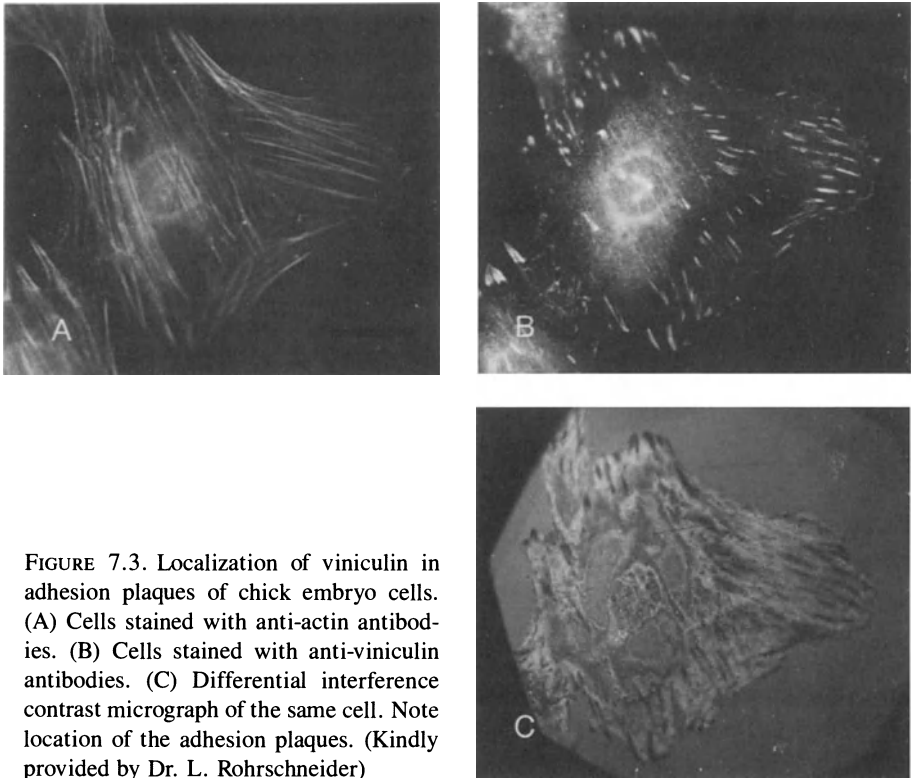 A
B
C
FIGURE 7.3. Localization of viniculin in
adhesion plaques of chick embryo cells.
(A) Cells stained with anti-actin antibod-
ies. (B) Cells stained with anti-viniculin
antibodies. (C) Differential interference
contrast micrograph of the same cell. Note
location of the adhesion plaques. (Kindly
provided by Dr. L. Rohrschneider)